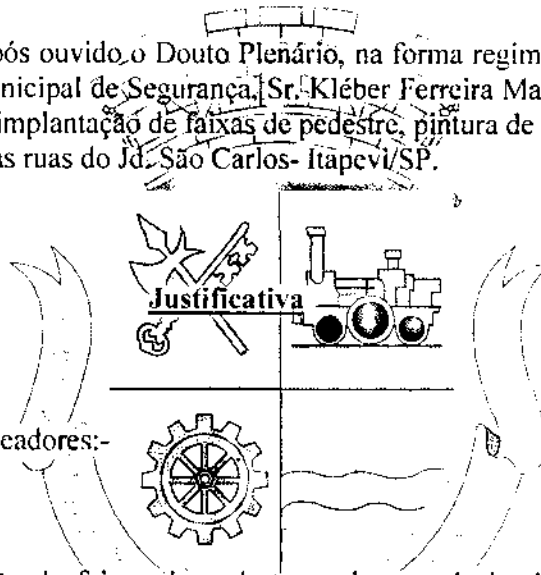 pós ouvido o Douto Plenário, na forma regim
nicipal de Segurança, Sr. Kléber Ferreira Ma
implantação de faixas de pedestre, pintura de
as ruas do Jd. São Carlos- Itapevi/SP.
Justificativa
eadores:-